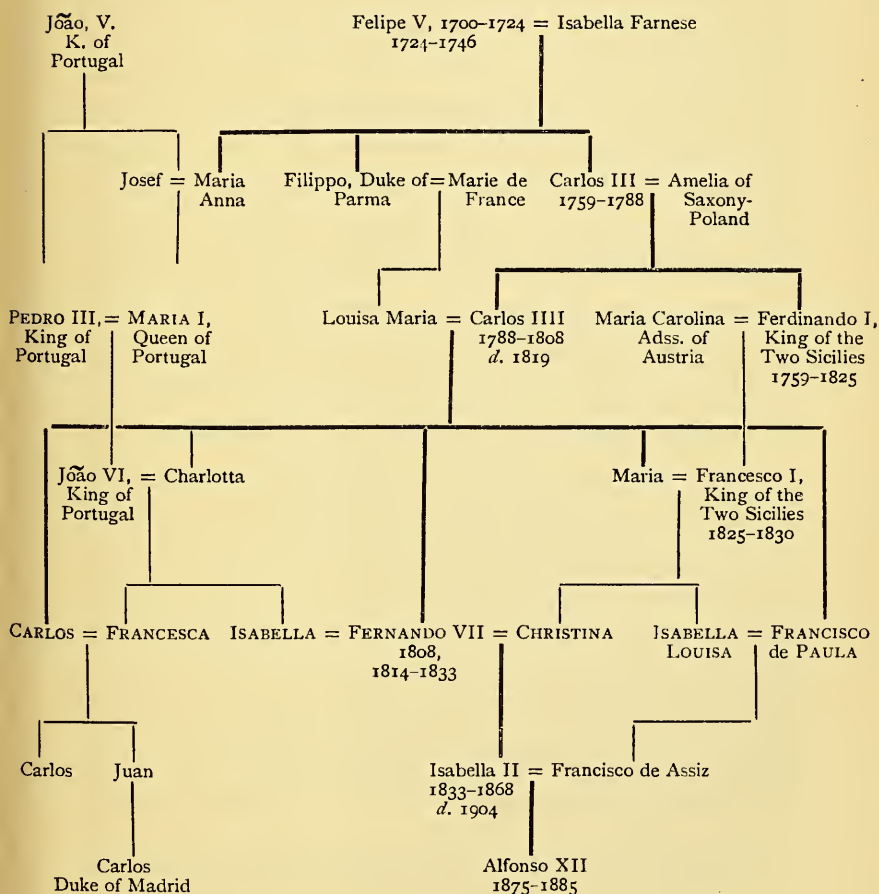 João, V.
K. of
Portugal
Felipe V, 1700–1724 = Isabella Farnese
1724–1746
Josef = Maria
Anna
Filippo, Duke of = Marie de
Parma France
Carlos III = Amelia of
1759–1788 Saxony-
Poland
PEDRO III, = MARIA I,
King of Queen of
Portugal Portugal
Louisa Maria = Carlos IIII
1788–1808
d. 1819
Maria Carolina = Ferdinando I,
Adss. of King of the
Austria Two Sicilies
1759–1825
João VI, = Charlotta
King of
Portugal
Maria = Francesco I,
King of the
Two Sicilies
1825–1830
CARLOS = FRANCESCA
ISABELLA = FERNANDO VII = CHRISTINA
1808,
1814–1833
ISABELLA = FRANCISCO
LOUISA de PAULA
Carlos
Juan
Isabella II = Francisco de Assiz
1833–1868
d. 1904
Carlos
Duke of Madrid
Alfonso XII
1875–1885